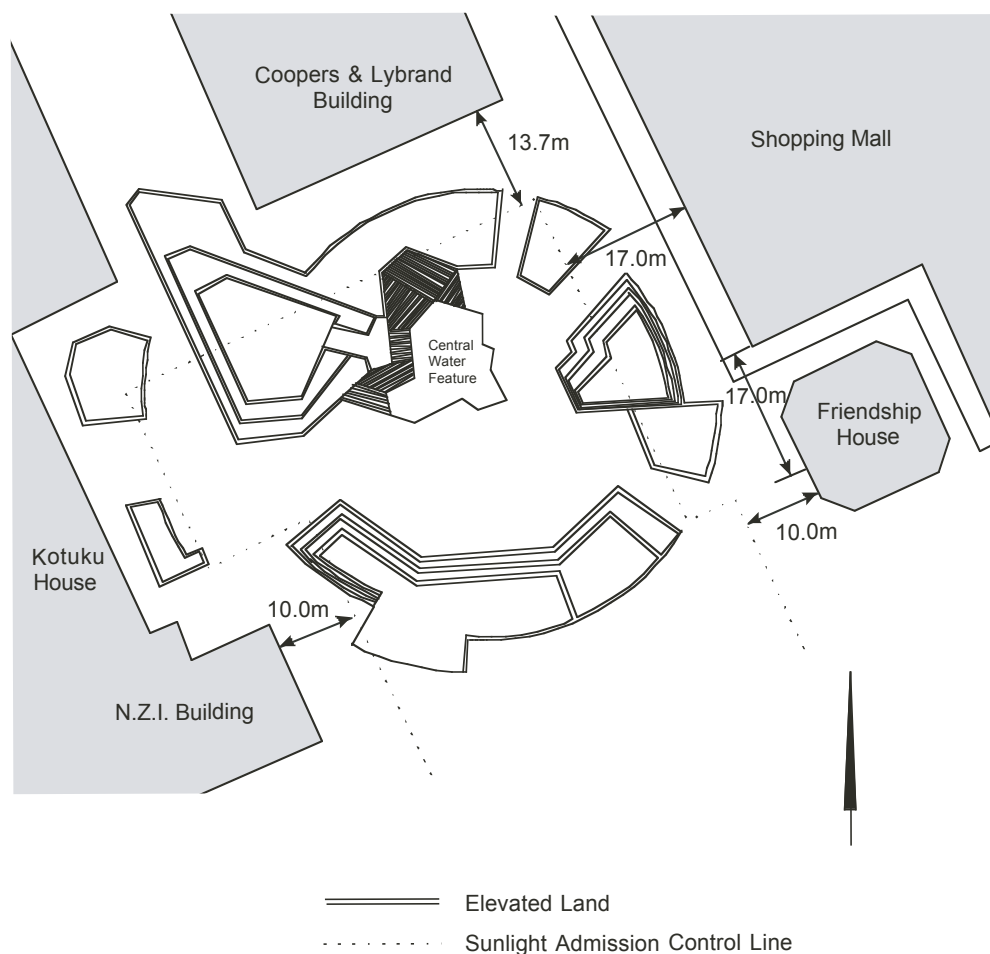 Coopers & Lybrand
Building
13.7m
Shopping Mall
17.0m
Central
Water
Feature
17.0m
Friendship
House
10.0m
Kotuku
House
10.0m
N.Z.I. Building
Elevated Land
Sunlight Admission Control Line